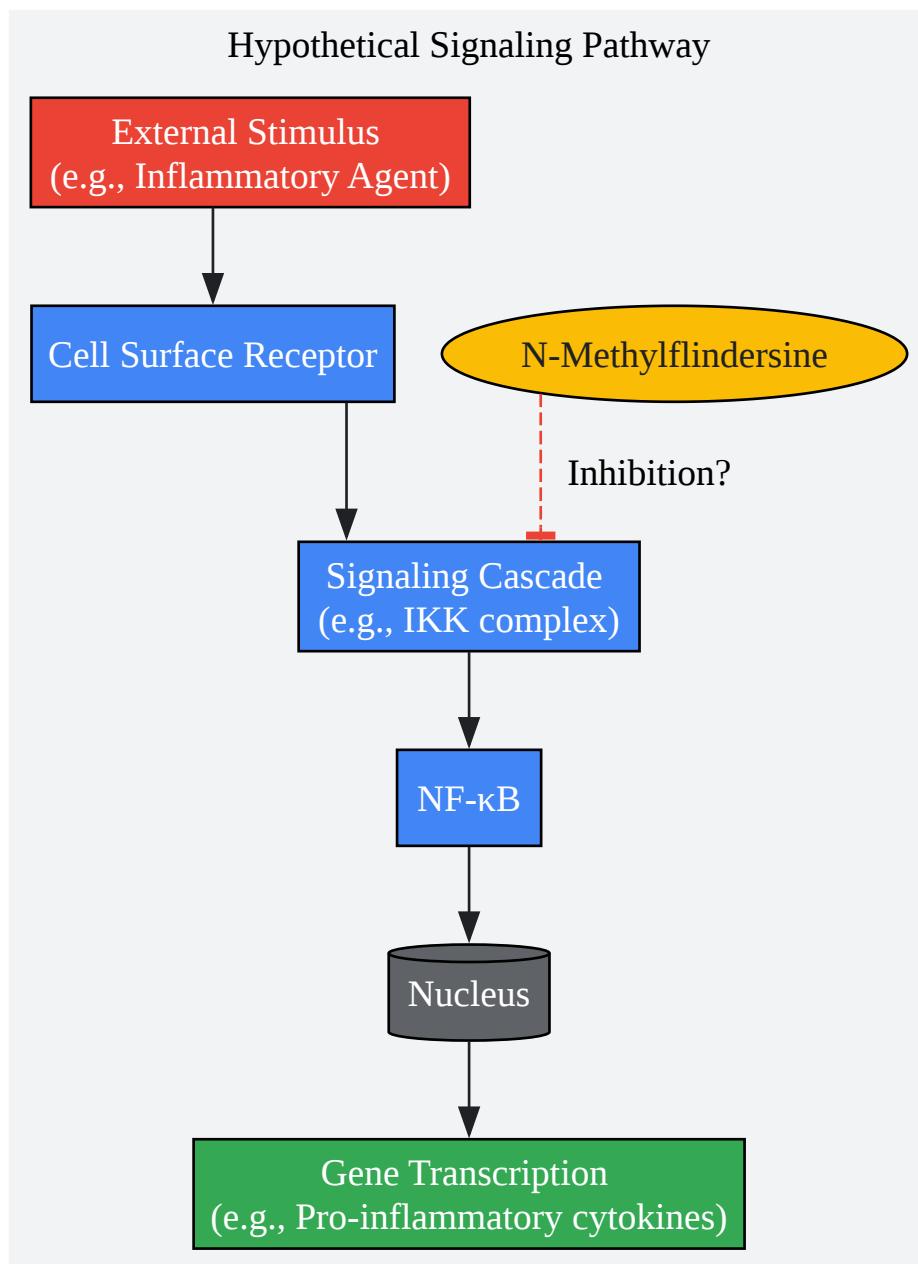 Hypothetical Signaling Pathway
External Stimulus
(e.g., Inflammatory Agent)
Cell Surface Receptor
N-Methylflindersine
Inhibition?
Signaling Cascade
(e.g., IKK complex)
NF-κB
Nucleus
Gene Transcription
(e.g., Pro-inflammatory cytokines)